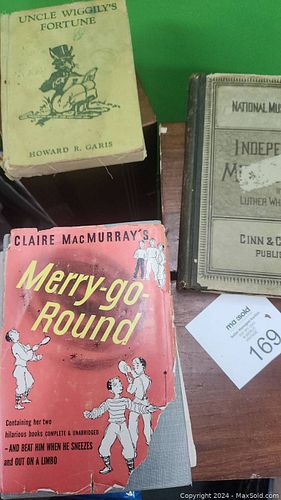 UNCLE WIGGILY'S
FORTUNE
HOWARD R. GARIS
NATIONAL MU
INDEPE
LUTHER WH
GINN & C
PUBLI
CLAIRE MACMURRAY'S
Merry-go-
Round
Containing her two
hilarious books COMPLETE & UNABRIDGED
—AND BEAT HIM WHEN HE SNEEZES
and OUT ON A LIMBO
maxsold
169
Copyright 2024 - MaxSold.com